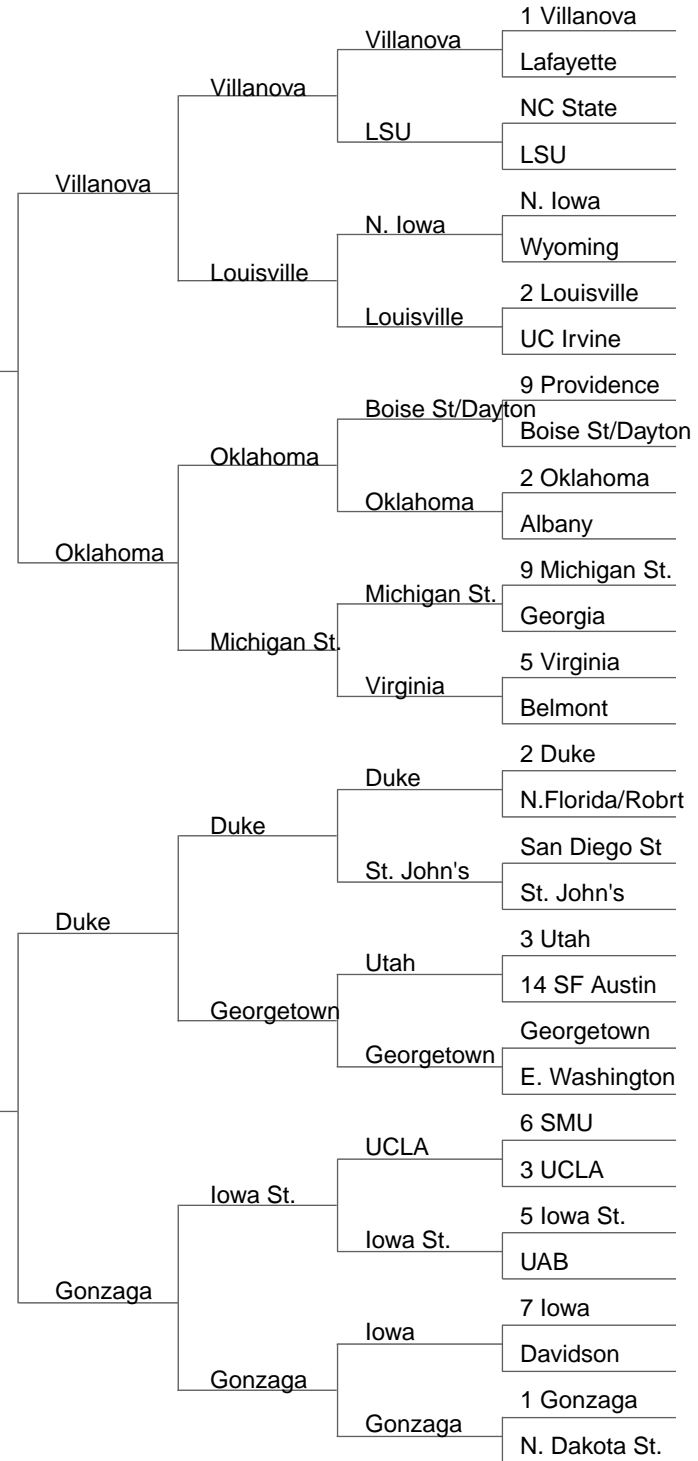 1 Villanova
Villanova
Lafayette
Villanova
NC State
LSU
LSU
Villanova
N. Iowa
N. Iowa
Wyoming
Louisville
2 Louisville
Louisville
UC Irvine
9 Providence
Boise St/Dayton
Boise St/Dayton
Oklahoma
2 Oklahoma
Oklahoma
Albany
Oklahoma
9 Michigan St.
Michigan St.
Georgia
Michigan St.
5 Virginia
Virginia
Belmont
2 Duke
Duke
N.Florida/Robrt
Duke
San Diego St
St. John's
St. John's
Duke
3 Utah
Utah
14 SF Austin
Georgetown
Georgetown
Georgetown
E. Washington
6 SMU
UCLA
3 UCLA
Iowa St.
5 Iowa St.
Iowa St.
UAB
Gonzaga
7 Iowa
Iowa
Davidson
Gonzaga
1 Gonzaga
Gonzaga
N. Dakota St.